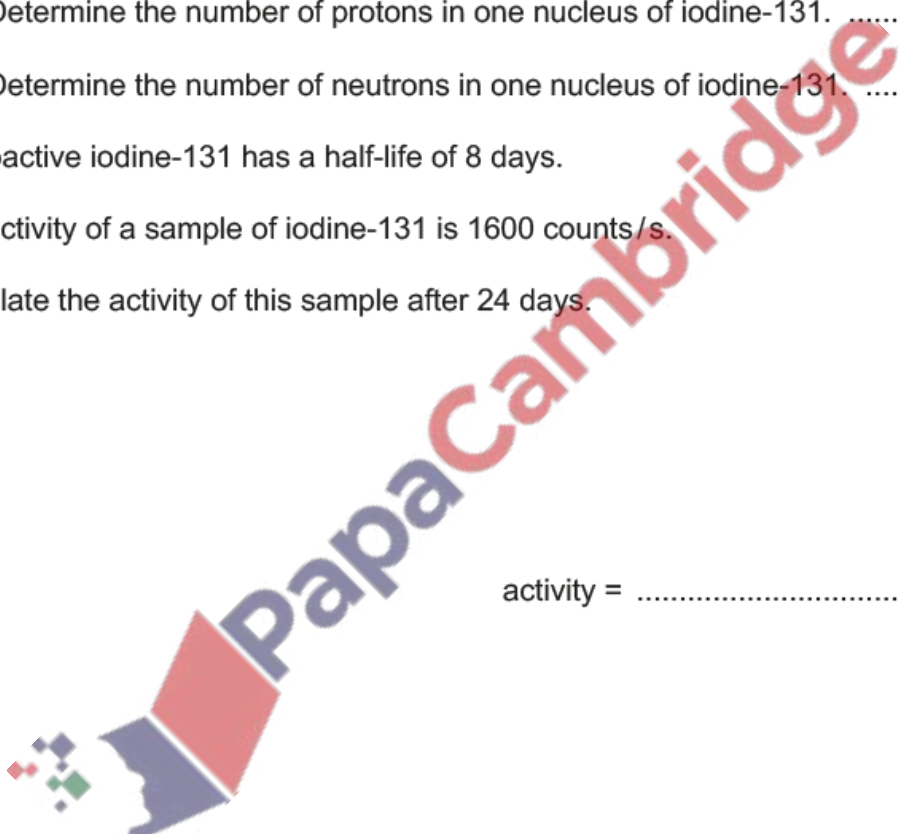 Determine the number of protons in one nucleus of iodine-131. ......
Determine the number of neutrons in one nucleus of iodine-131. ....
active iodine-131 has a half-life of 8 days.
ctivity of a sample of iodine-131 is 1600 counts/s.
late the activity of this sample after 24 days.
activity = ...............................
PapaCambridge